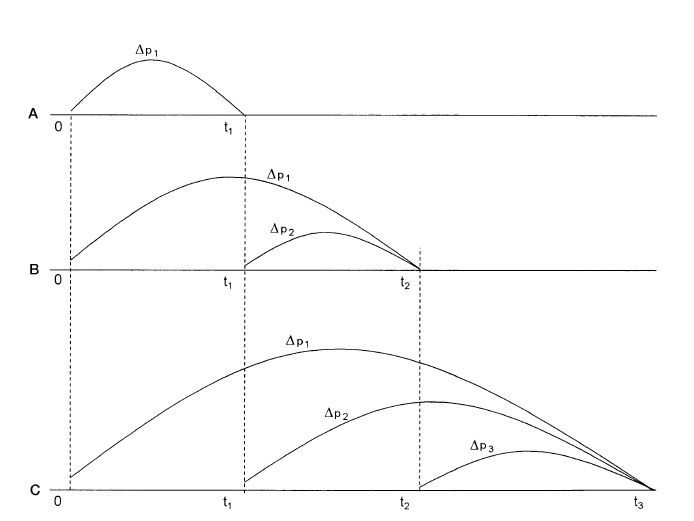 Δp₁
A
0 t₁
Δp₁
Δp₂
B
0 t₁ t₂
Δp₁
Δp₂
Δp₃
C
0 t₁ t₂ t₃